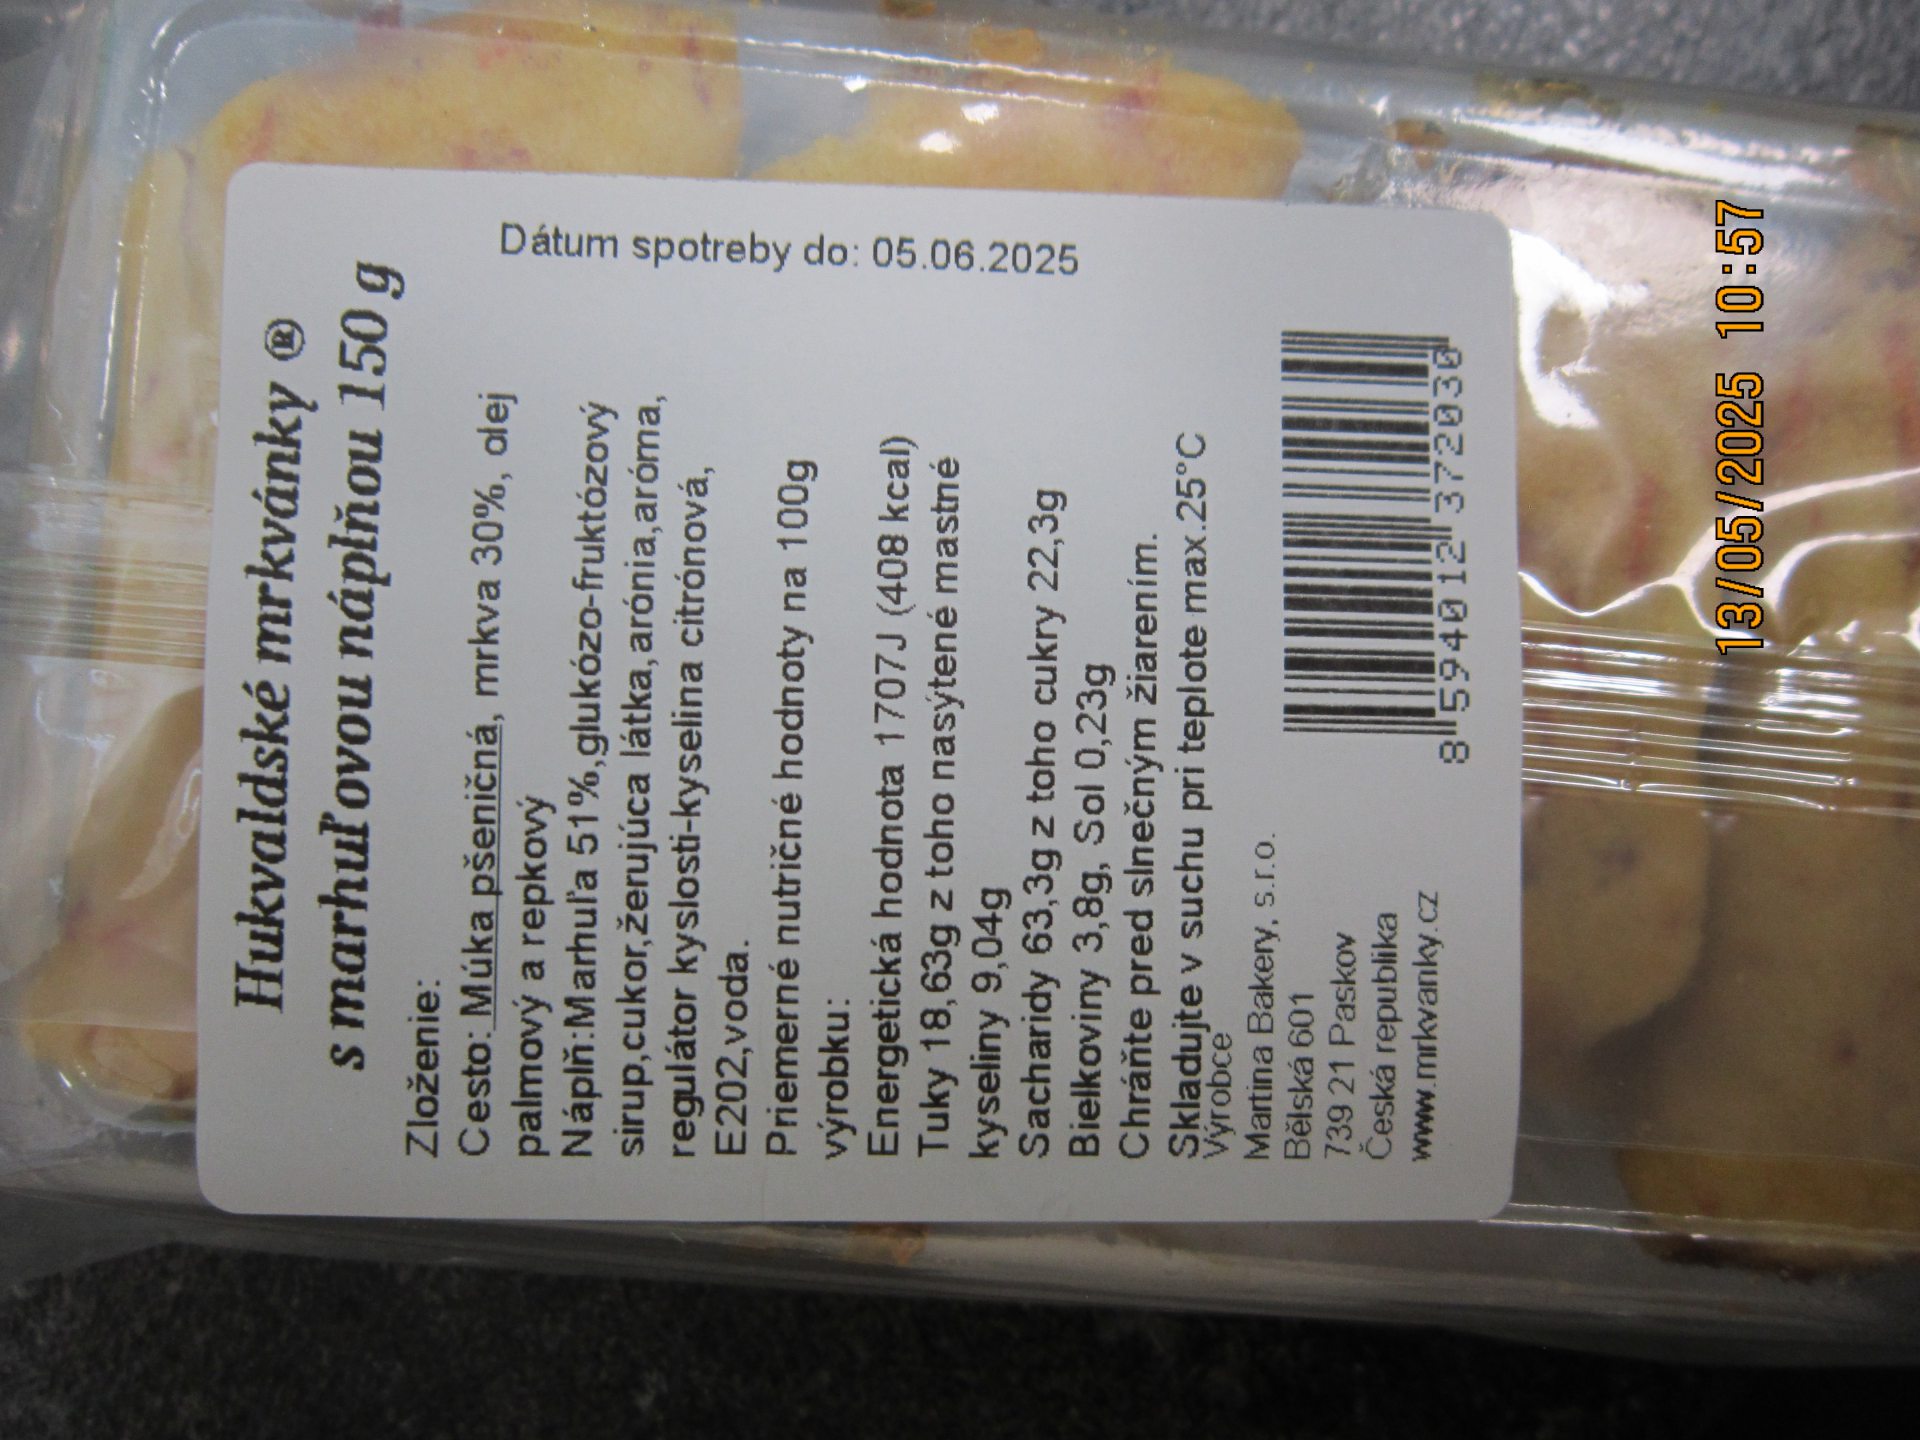 Hukvaldské mrkvánky ®
s marhuľovou náplňou 150 g
Dátum spotreby do: 05.06.2025
Zloženie:
Cesto: Múka pšeničná, mrkva 30%, olej
palmový a repkový
Náplň:Marhuľa 51%,glukózo-fruktózový
sirup,cukor,ženujúca látka,arónia,aróma,
regulátor kyslosti-kyselina citrónová,
E202,voda.
Priemerné nutričné hodnoty na 100g
výrobku:
Energetická hodnota 1707J (408 kcal)
Tuky 18,63g z toho nasýtené mastné
kyseliny 9,04g
Sacharidy 63,3g z toho cukry 22,3g
Bielkoviny 3,8g, Sol 0,23g
Chráňte pred slnečným žiarením.
Skladujte v suchu pri teplote max.25°C
Výrobce
Martina Bakery, s.r.o.
Bělská 601
739 21 Paskov
Česká republika
www.mrkvanky.cz
8 594012 372030
13/05/2025 10:57